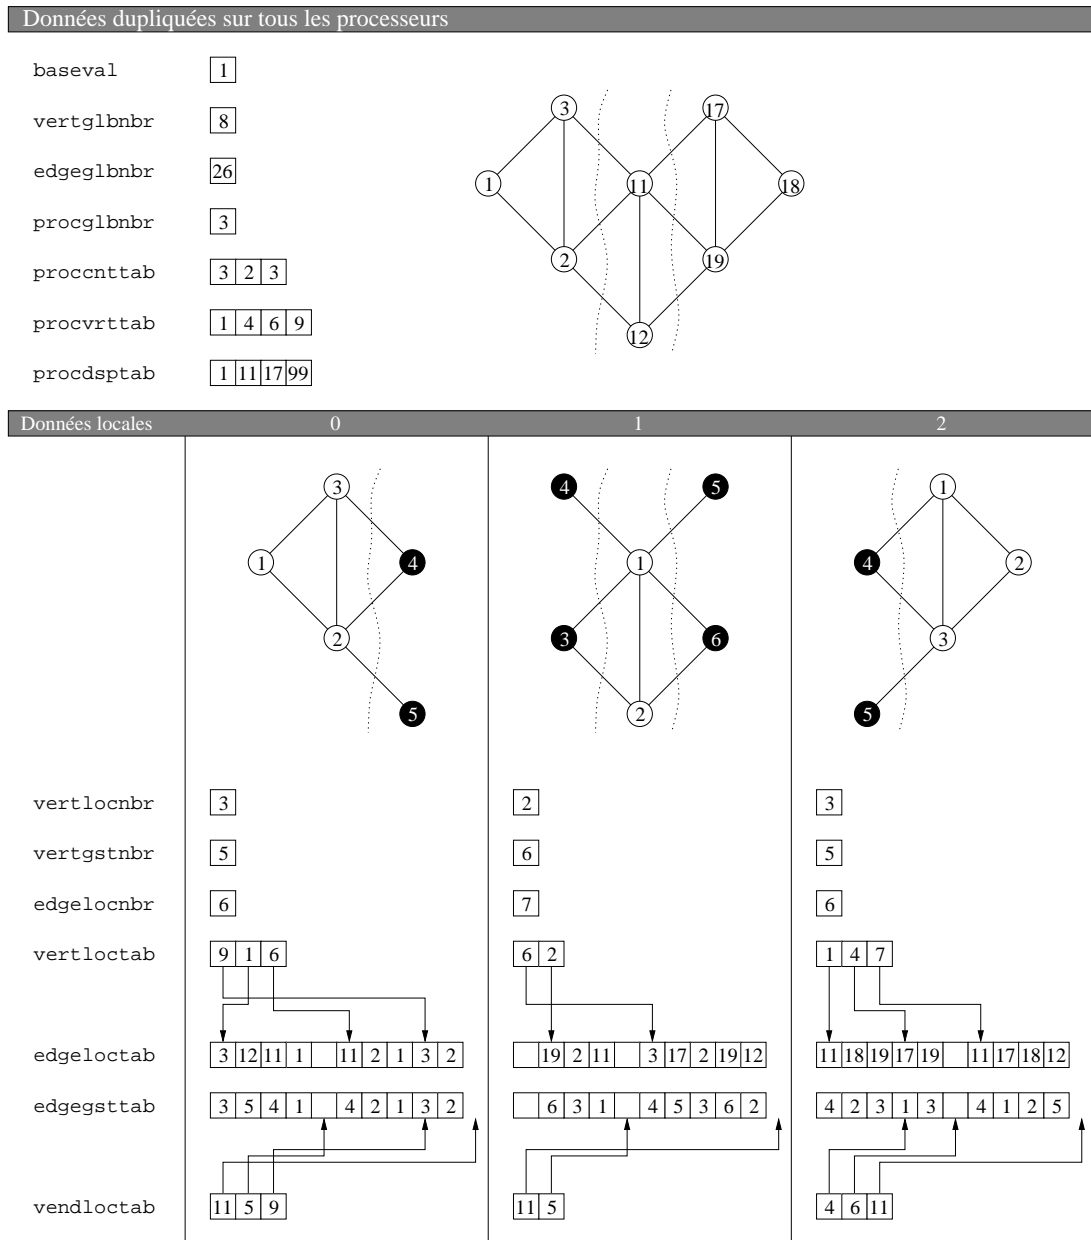 Données dupliquées sur tous les processeurs
baseval 1
vertglbnbr 8
edgeglbnbr 26
procglbnbr 3
proccnttab 3 2 3
procvrttab 1 4 6 9
procdsptab 1 11 17 99
3 17
1 11 18
2 19
12
Données locales 0 1 2
3 4 5 1
1 4 1 4 2
2 3 6 3
5 2 5
vertlocnbr 3 2 3
vertgstnbr 5 6 5
edgelocnbr 6 7 6
vertloctab 9 1 6 6 2 1 4 7
edgeloctab 3 12 11 1 11 2 1 3 2 19 2 11 3 17 2 19 12 11 18 19 17 19 11 17 18 12
edgegsttab 3 5 4 1 4 2 1 3 2 6 3 1 4 5 3 6 2 4 2 3 1 3 4 1 2 5
vendloctab 11 5 9 11 5 4 6 11